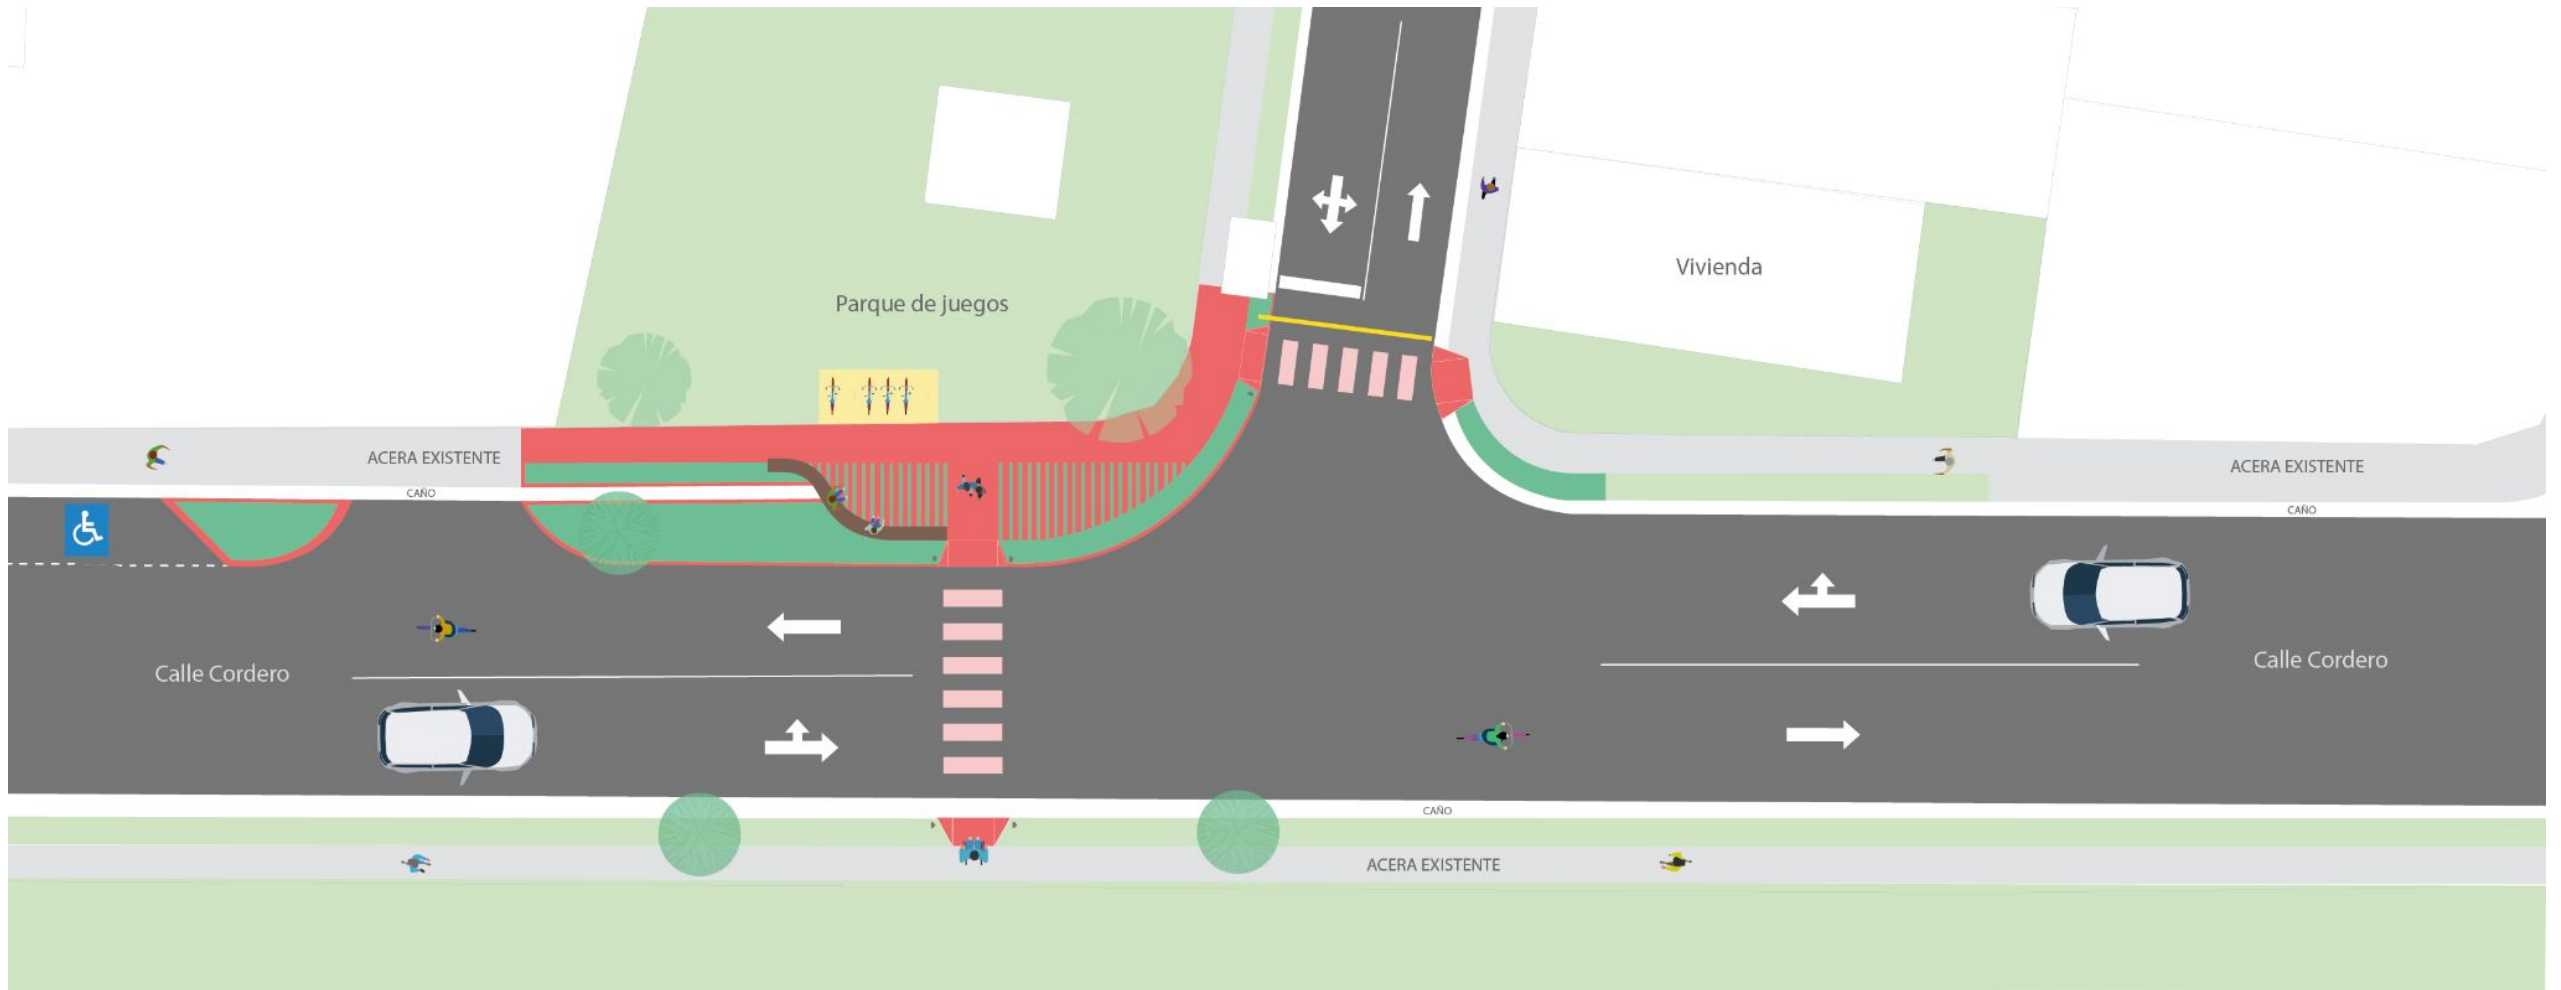 Vivienda
Parque de juegos
ACERA EXISTENTE
ACERA EXISTENTE
CAÑO
CAÑO
Calle Cordero
Calle Cordero
CAÑO
ACERA EXISTENTE